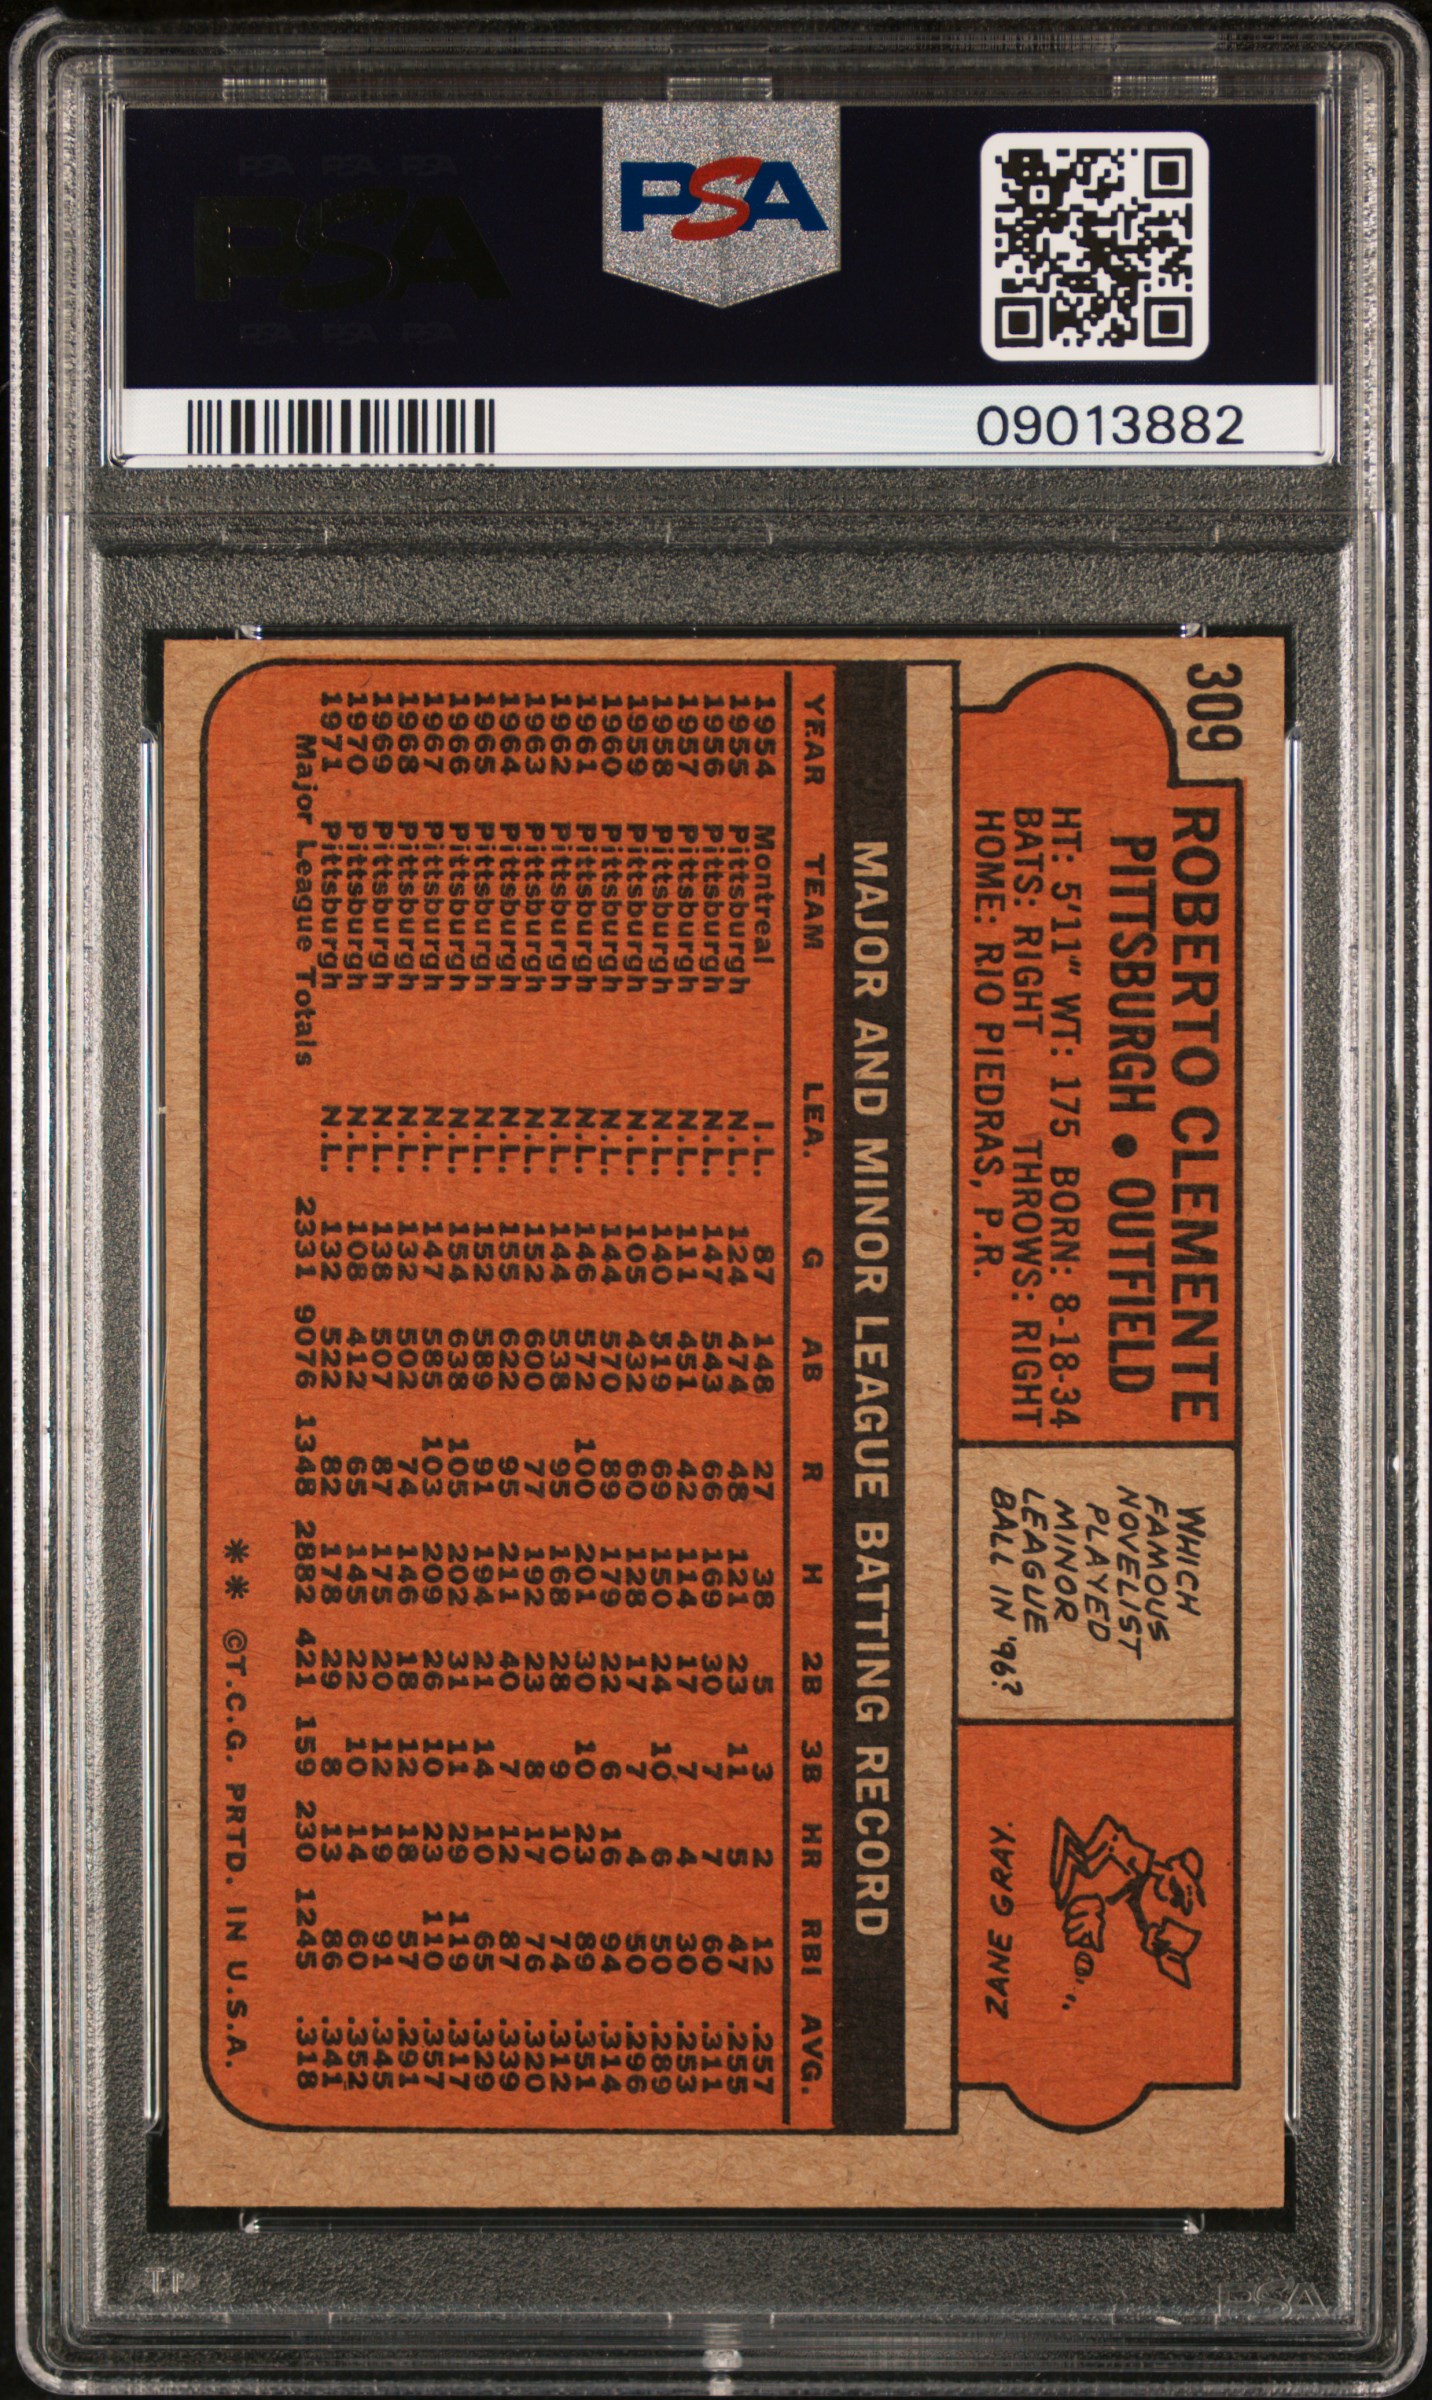 PSA PSA PSA
PSA
PSA PSA PSA
PSA
09013882
309
ROBERTO CLEMENTE
PITTSBURGH • OUTFIELD
HT: 5'11" WT: 175 BORN: 8-18-34
BATS: RIGHT THROWS: RIGHT
HOME: RIO PIEDRAS, P.R.
WHICH
FAMOUS
NOVELIST
PLAYED
MINOR
LEAGUE
BALL IN '96?
ZANE GRAY.
MAJOR AND MINOR LEAGUE BATTING RECORD
YEAR TEAM LEA. G AB R H 2B 3B HR RBI AVG.
1954 Montreal I.L. 87 148 27 38 5 3 2 12 .257
1955 Pittsburgh N.L. 124 474 48 121 23 11 5 47 .255
1956 Pittsburgh N.L. 147 543 66 169 30 7 7 60 .311
1957 Pittsburgh N.L. 111 451 42 114 17 7 4 30 .253
1958 Pittsburgh N.L. 140 519 69 150 24 10 6 50 .289
1959 Pittsburgh N.L. 105 432 60 128 17 7 4 50 .296
1960 Pittsburgh N.L. 144 570 89 179 22 6 16 94 .314
1961 Pittsburgh N.L. 146 572 100 201 30 10 23 89 .351
1962 Pittsburgh N.L. 144 538 95 168 28 9 10 74 .312
1963 Pittsburgh N.L. 152 600 77 192 23 8 17 76 .320
1964 Pittsburgh N.L. 155 622 95 211 40 7 12 87 .339
1965 Pittsburgh N.L. 152 589 91 194 21 14 10 65 .329
1966 Pittsburgh N.L. 154 638 105 202 31 11 29 119 .317
1967 Pittsburgh N.L. 147 585 103 209 26 10 23 110 .357
1968 Pittsburgh N.L. 132 502 74 146 18 12 18 57 .291
1969 Pittsburgh N.L. 138 507 87 175 20 12 19 91 .345
1970 Pittsburgh N.L. 108 412 65 145 22 10 14 60 .352
1971 Pittsburgh N.L. 132 522 82 178 29 8 13 86 .341
Major League Totals 2331 9076 1348 2882 421 159 230 1245 .318
** ©T.C.G. PRTD. IN U.S.A.
PSA